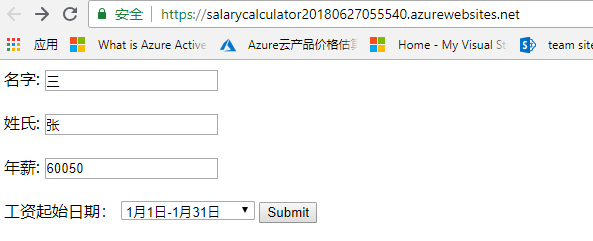 安全 | https://salarycalculator20180627055540.azurewebsites.net
应用 What is Azure Active Azure云产品价格估算 Home - My Visual St team site
名字: 三
姓氏: 张
年薪: 60050
工资起始日期： 1月1日-1月31日 Submit